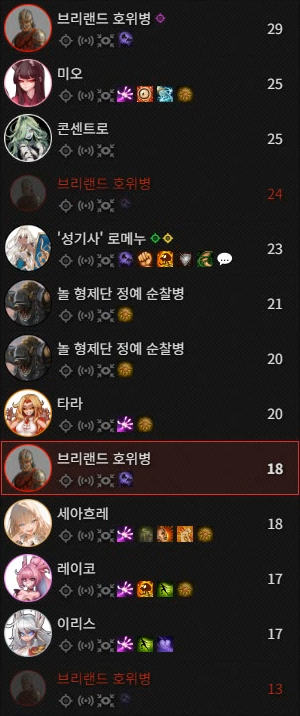 브리랜드 호위병 29
미오 25
콘센트로 25
브리랜드 호위병 24
'성기사' 로메누 23
놀 형제단 정예 순찰병 21
놀 형제단 정예 순찰병 20
타라 20
브리랜드 호위병 18
세아흐레 18
레이코 17
이리스 17
브리랜드 호위병 13